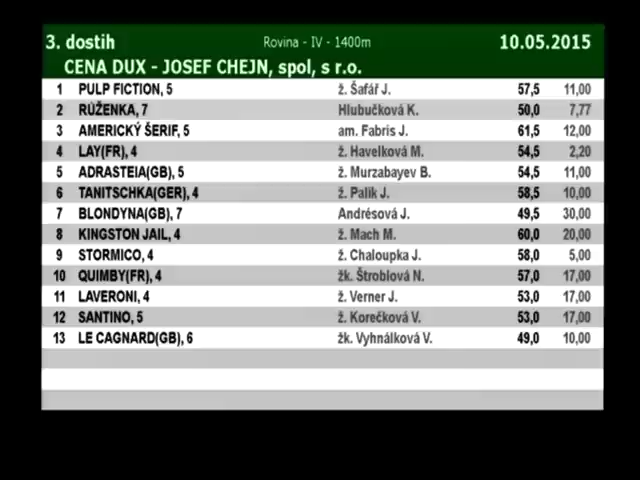 3. dostih Rovina - IV - 1400m 10.05.2015
CENA DUX - JOSEF CHEJN, spol, s r.o.
1 PULP FICTION, 5 ž. Šafář J. 57,5 11,00
2 RŮŽENKA, 7 Hlubučková K. 50,0 7,77
3 AMERICKÝ ŠERIF, 5 am. Fabris J. 61,5 12,00
4 LAY(FR), 4 ž. Havelková M. 54,5 2,20
5 ADRASTEIA(GB), 5 ž. Murzabayev B. 54,5 11,00
6 TANITSCHKA(GER), 4 ž. Palík J. 58,5 10,00
7 BLONDYNA(GB), 7 Andrésová J. 49,5 30,00
8 KINGSTON JAIL, 4 ž. Mach M. 60,0 20,00
9 STORMICO, 4 ž. Chaloupka J. 58,0 5,00
10 QUIMBY(FR), 4 žk. Štroblová N. 57,0 17,00
11 LAVERONI, 4 ž. Verner J. 53,0 17,00
12 SANTINO, 5 ž. Korečková V. 53,0 17,00
13 LE CAGNARD(GB), 6 žk. Vyhnálková V. 49,0 10,00